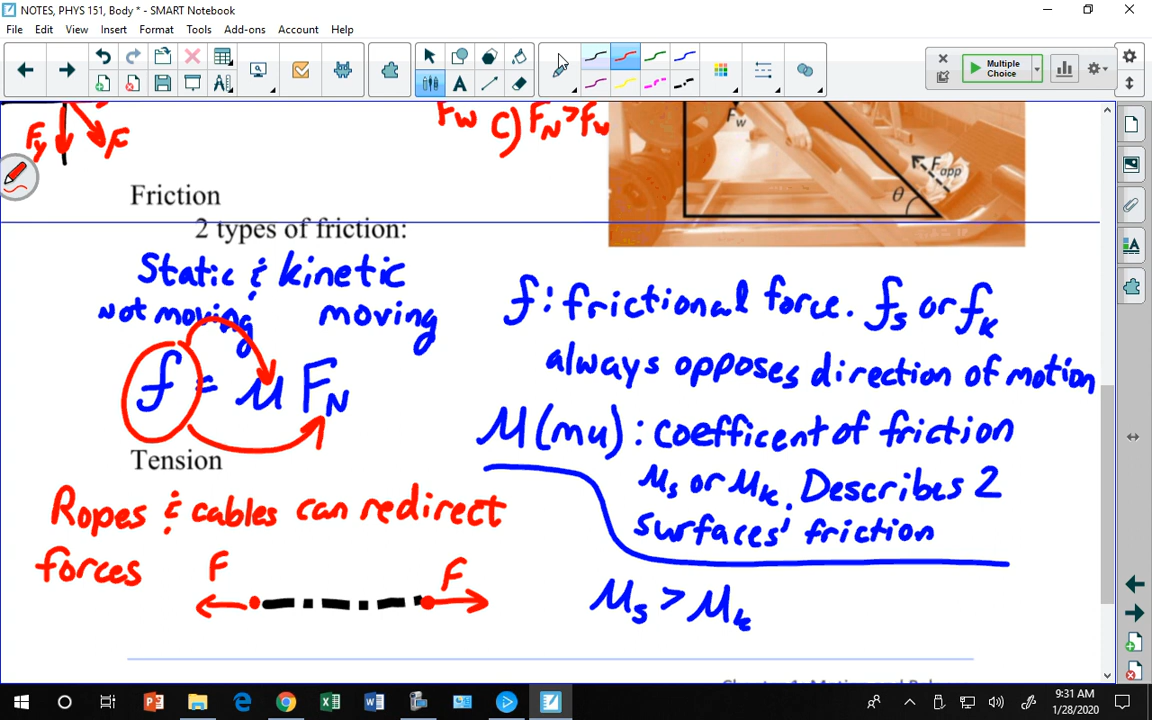 NOTES, PHYS 151, Body * - SMART Notebook
File Edit View Insert Format Tools Add-ons Account Help
Multiple
Choice
Fy
Fw C) FN > Fw
Fw
Fapp
θ
Friction
2 types of friction:
Static & kinetic
Not moving moving
f = μ FN
f: frictional force. fs or fk
always opposes direction of motion
μ (mu): coefficent of friction
μs or μk. Describes 2
surfaces' friction
μs > μk
Tension
Ropes & cables can redirect
forces
F F
9:31 AM
1/28/2020